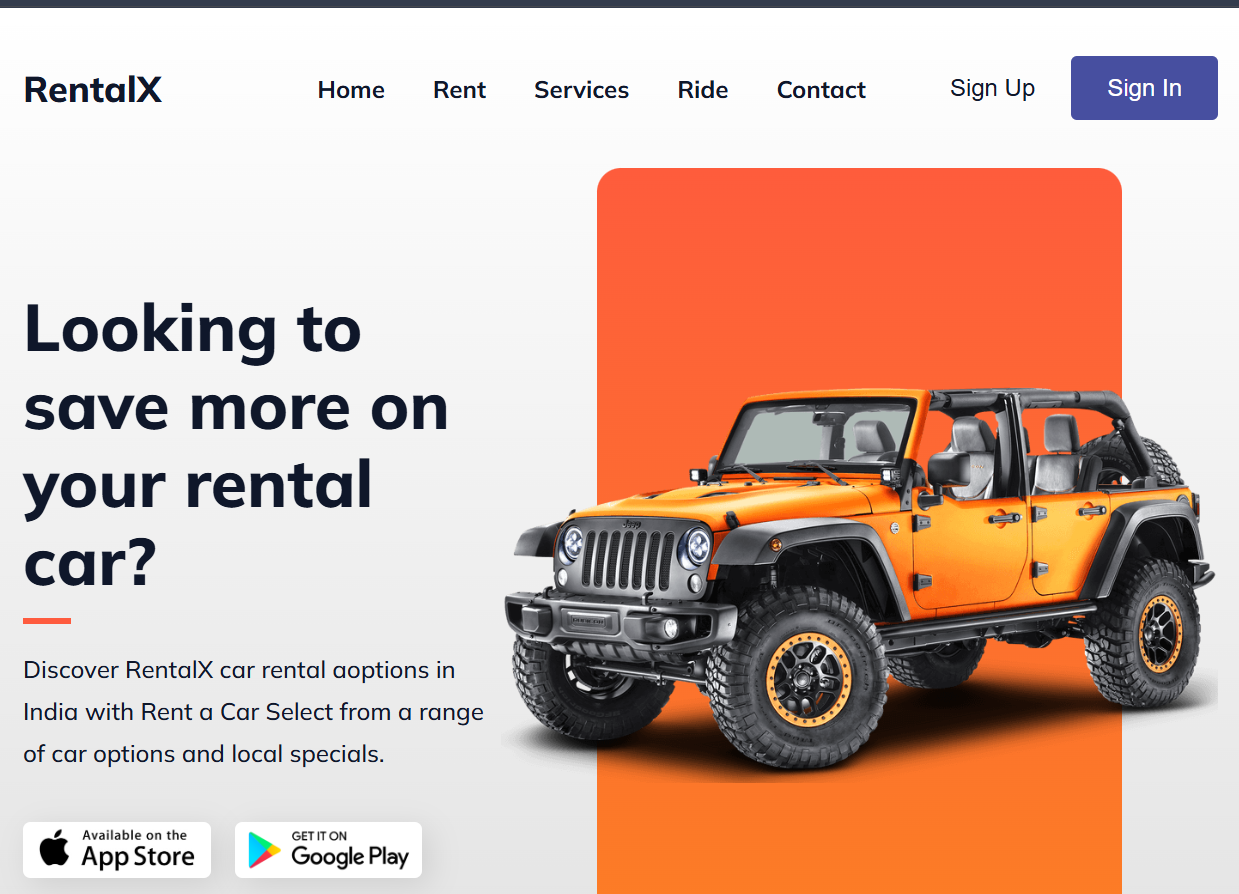 RentalX
Home
Rent
Services
Ride
Contact
Sign Up
Sign In
Looking to
save more on
your rental
car?
Discover RentalX car rental aoptions in
India with Rent a Car Select from a range
of car options and local specials.
Available on the
App Store
GET IT ON
Google Play
Jeep